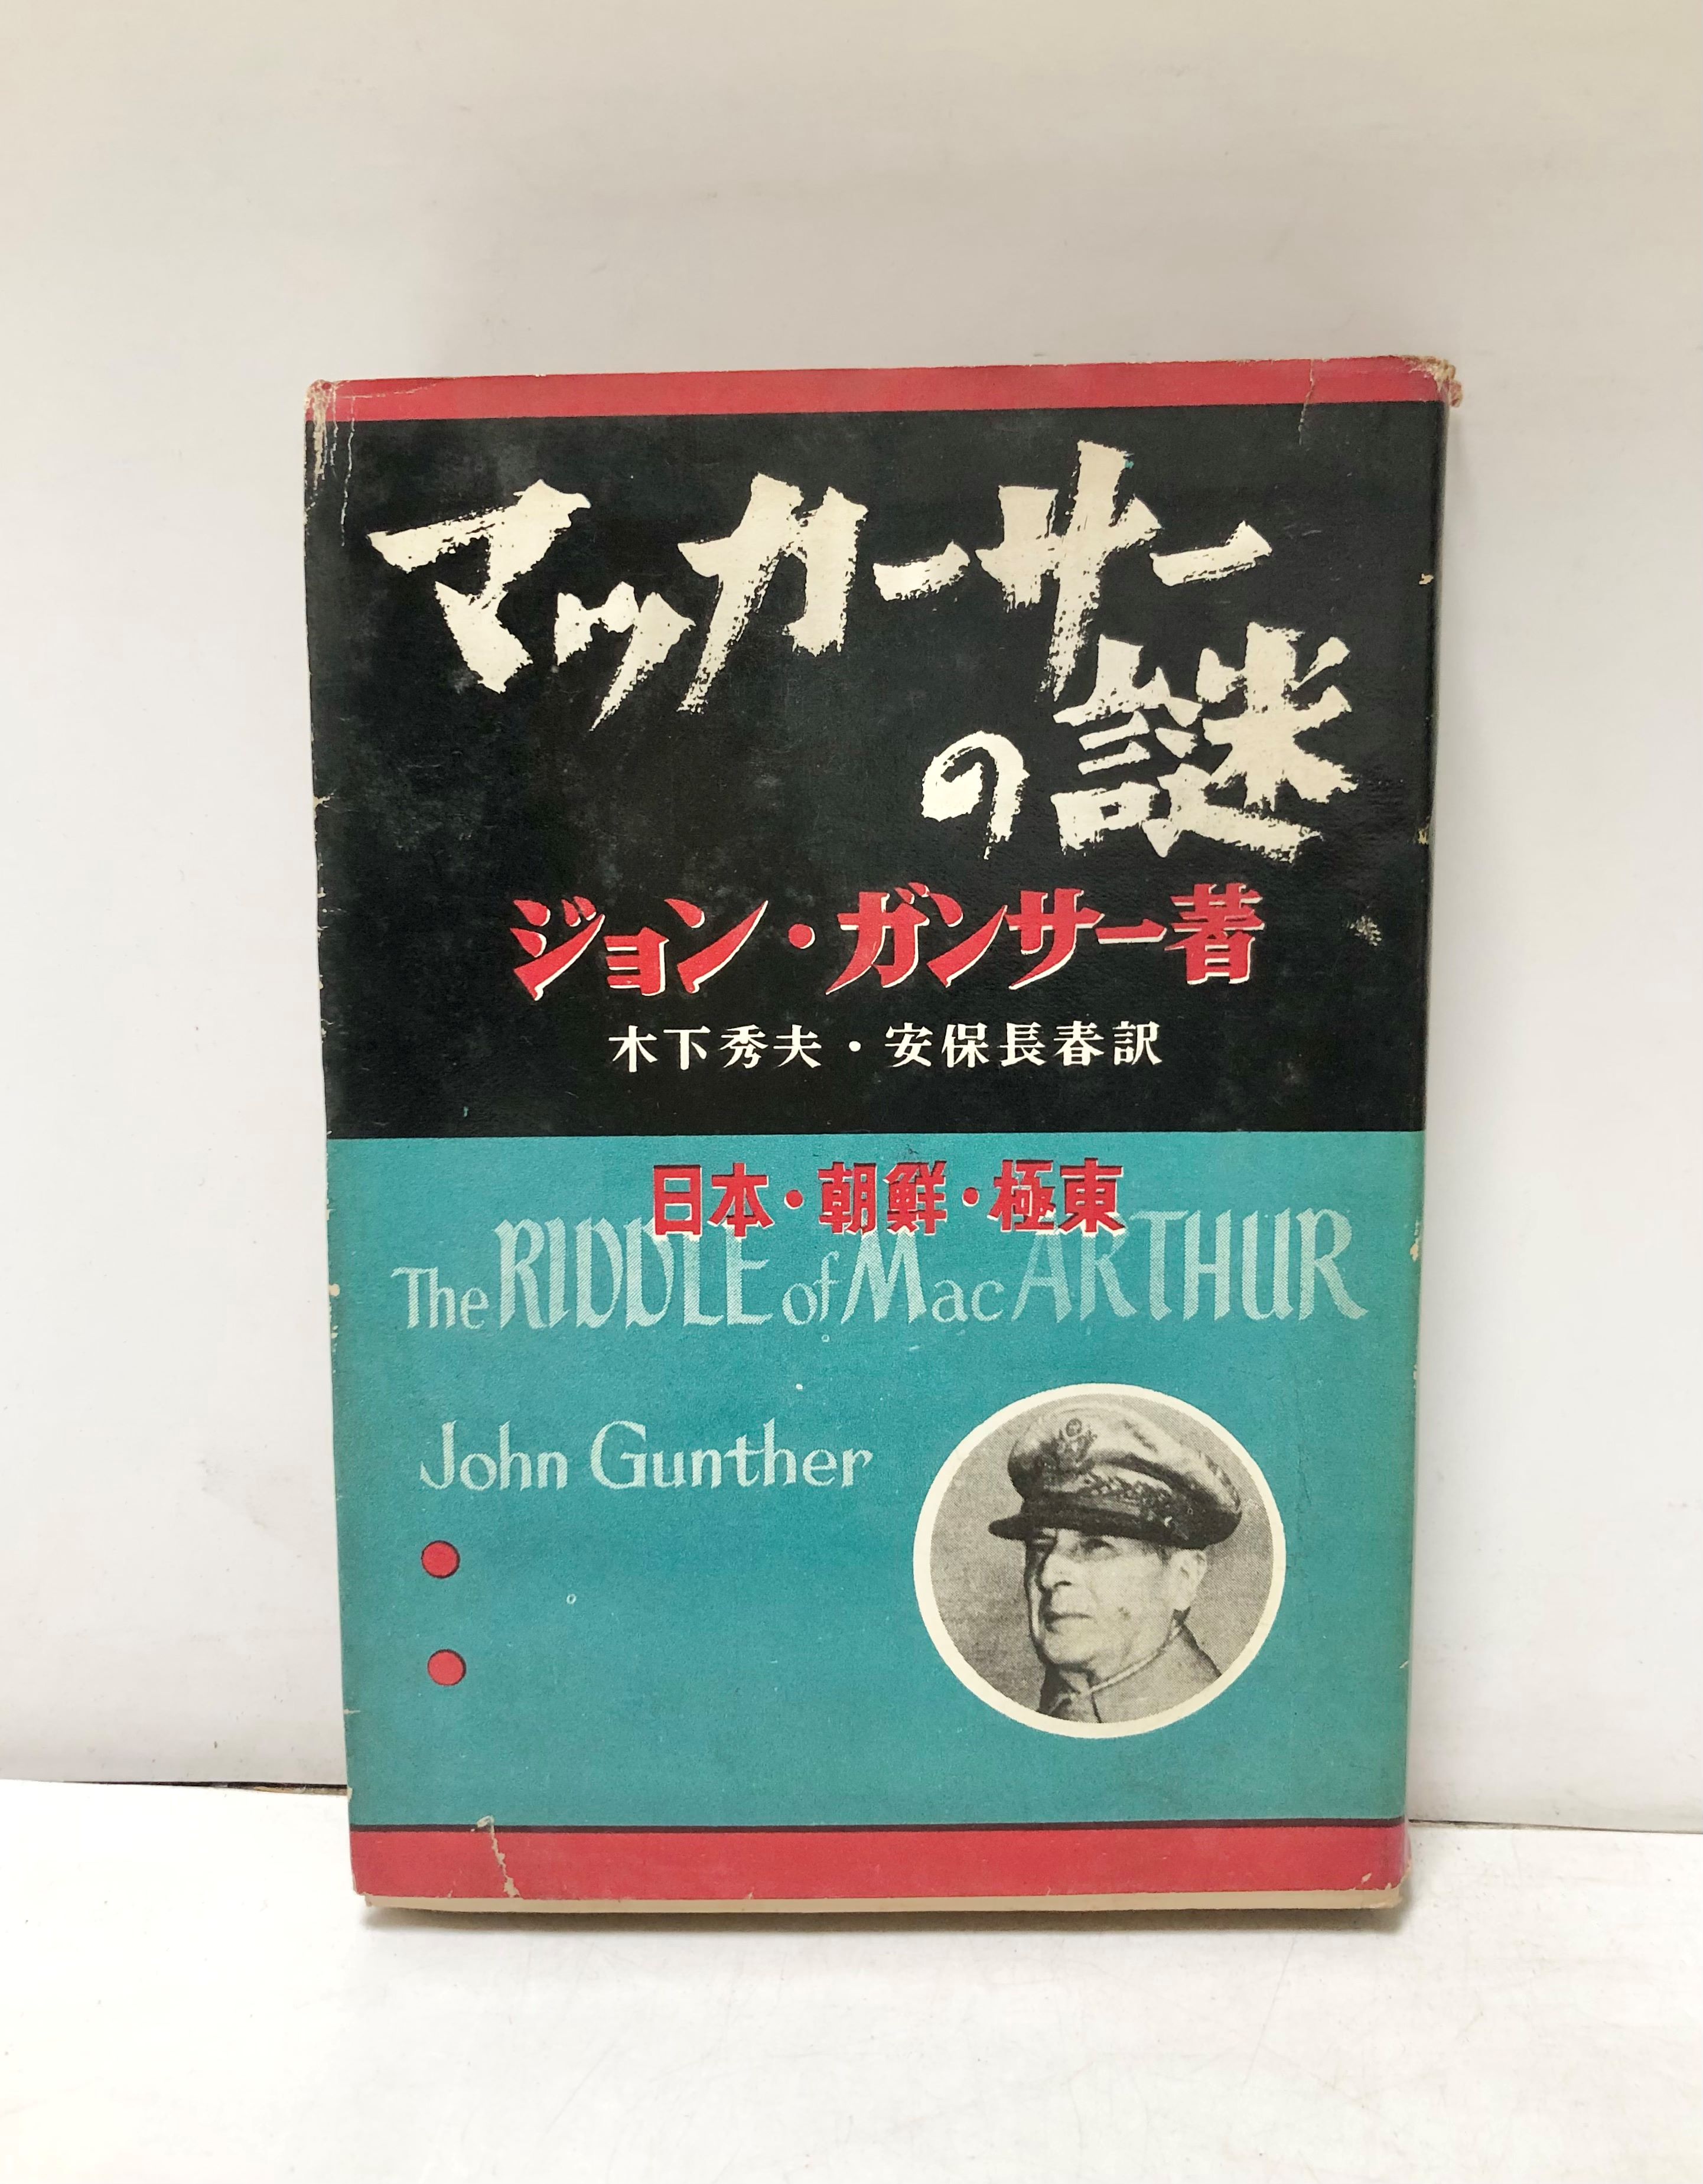 マッカーサー
の謎
ジョン・ガンサー著
木下秀夫・安保長春訳
日本・朝鮮・極東
The RIDDLE of MacARTHUR
John Gunther